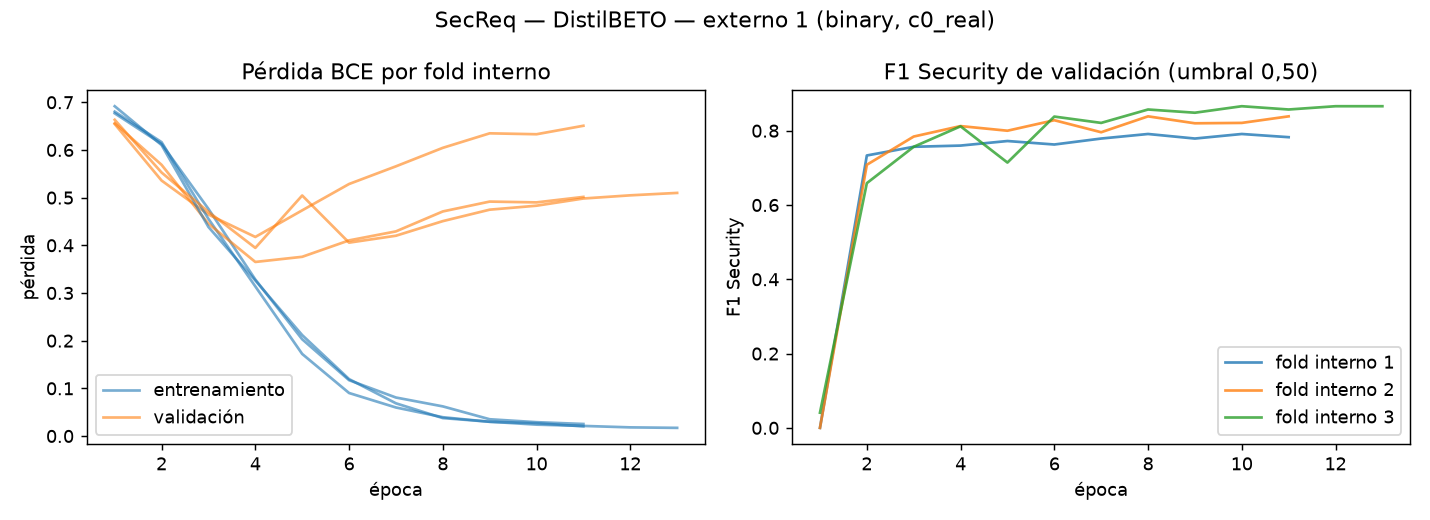 SecReq — DistilBETO — externo 1 (binary, c0_real)
Pérdida BCE por fold interno
pérdida
0.7
0.6
0.5
0.4
0.3
0.2
0.1
0.0
entrenamiento
validación
2 4 6 8 10 12
época
F1 Security de validación (umbral 0,50)
F1 Security
0.8
0.6
0.4
0.2
0.0
fold interno 1
fold interno 2
fold interno 3
2 4 6 8 10 12
época